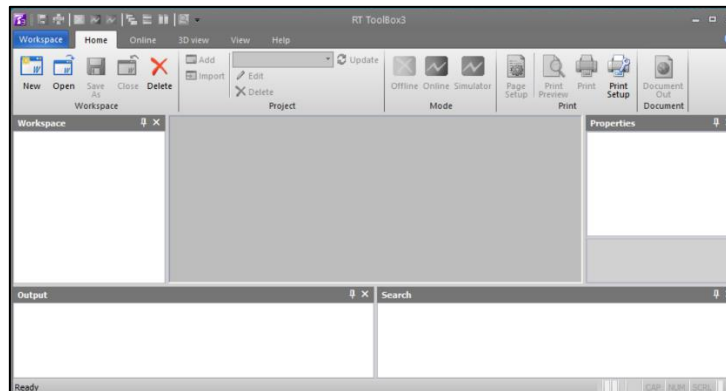 RT ToolBox3
Workspace Home Online 3D view View Help
New Open Save As Close Delete
Workspace
Add
Import
Edit
Delete
Update
Project
Offline Online Simulator
Mode
Page Setup
Print Preview Print Print Setup
Print
Document Out
Document
Workspace
Properties
Output
Search
Ready
CAP NUM SCRL